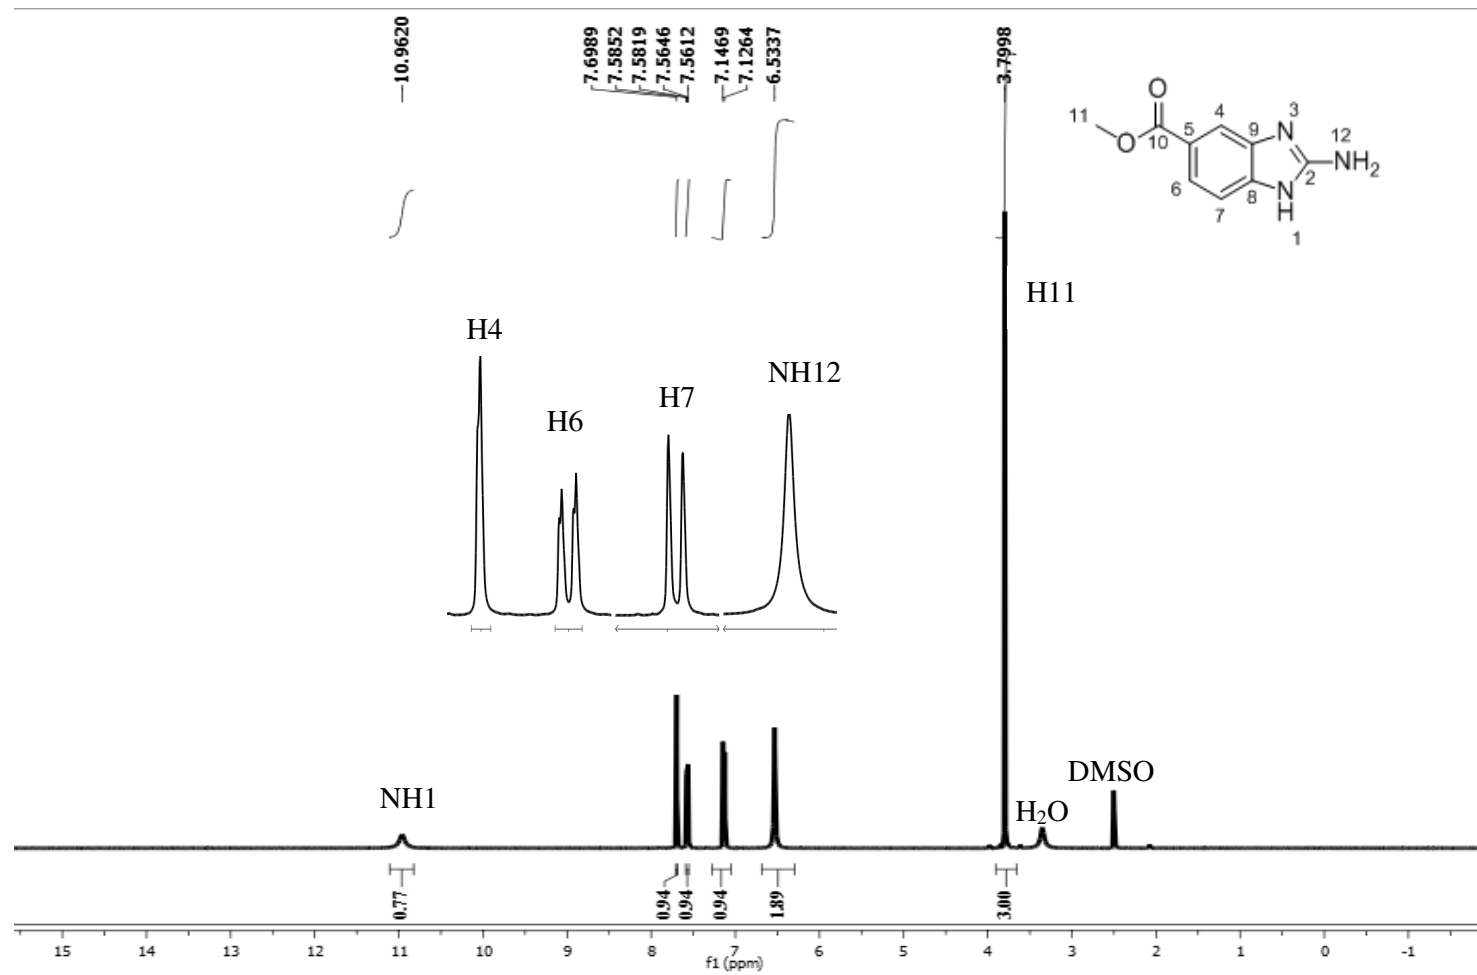 10.9620
7.6989
7.5852
7.5819
7.5646
7.5612
7.1469
7.1264
6.5337
3.7998
O
11
O
10
5
4
9
N
3
12
NH2
2
6
7
8
N
H
1
H11
H4
H6
H7
NH12
NH1
H₂O
DMSO
0.77
0.94
0.94
0.94
1.89
3.00
15 14 13 12 11 10 9 8 7 6 5 4 3 2 1 0 -1
f1 (ppm)